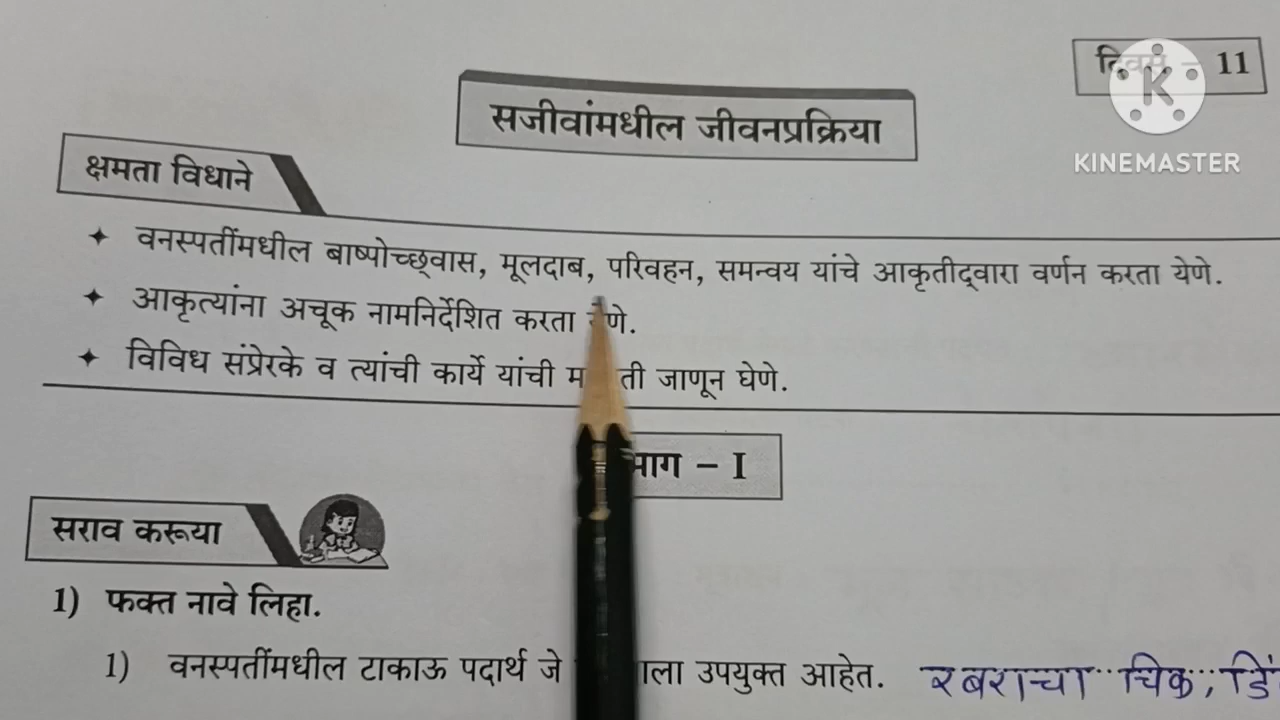 दिवस – 11
K
KINEMASTER
सजीवांमधील जीवनप्रक्रिया
क्षमता विधाने
✦ वनस्पतींमधील बाष्पोच्छ्‌वास, मूलदाब, परिवहन, समन्वय यांचे आकृतीद्‌वारा वर्णन करता येणे.
✦ आकृत्यांना अचूक नामनिर्देशित करता येणे.
✦ विविध संप्रेरके व त्यांची कार्ये यांची माहिती जाणून घेणे.
भाग – I
सराव करूया
1) फक्त नावे लिहा.
1) वनस्पतींमधील टाकाऊ पदार्थ जे उपयुक्त आहेत. रबराचा चिक, डिं